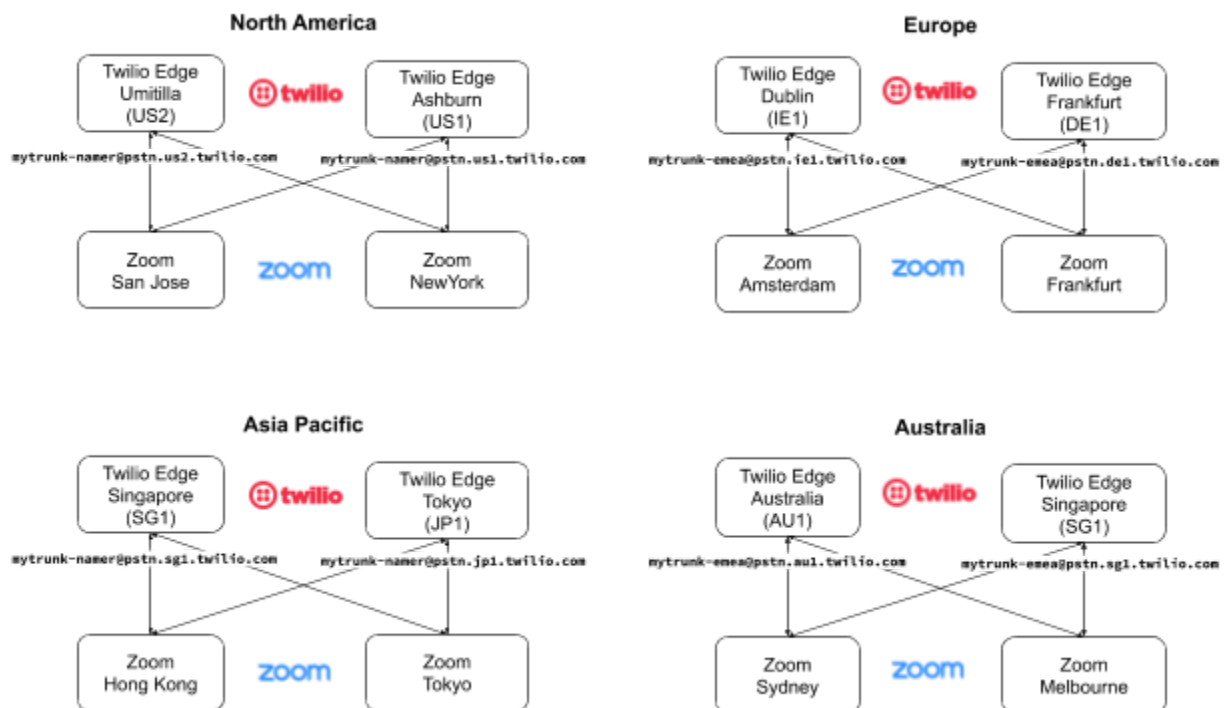 North America
Twilio Edge
Umitilla
(US2)
twilio
Twilio Edge
Ashburn
(US1)
mytrunk-namer@pstn.us2.twilio.com
mytrunk-namer@pstn.us1.twilio.com
Zoom
San Jose
zoom
Zoom
NewYork
Europe
Twilio Edge
Dublin
(IE1)
twilio
Twilio Edge
Frankfurt
(DE1)
mytrunk-emea@pstn.ie1.twilio.com
mytrunk-emea@pstn.de1.twilio.com
Zoom
Amsterdam
zoom
Zoom
Frankfurt
Asia Pacific
Twilio Edge
Singapore
(SG1)
twilio
Twilio Edge
Tokyo
(JP1)
mytrunk-namer@pstn.sg1.twilio.com
mytrunk-namer@pstn.jp1.twilio.com
Zoom
Hong Kong
zoom
Zoom
Tokyo
Australia
Twilio Edge
Australia
(AU1)
twilio
Twilio Edge
Singapore
(SG1)
mytrunk-emea@pstn.au1.twilio.com
mytrunk-emea@pstn.sg1.twilio.com
Zoom
Sydney
zoom
Zoom
Melbourne